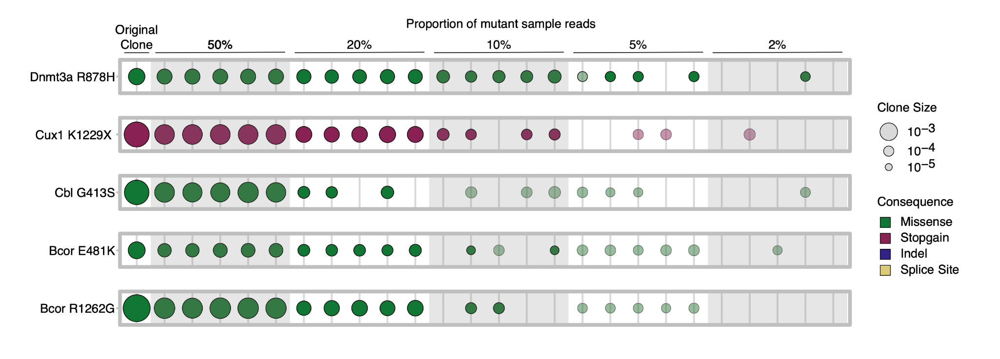 Proportion of mutant sample reads
Original
Clone
50%
20%
10%
5%
2%
Dnmt3a R878H
Cux1 K1229X
Cbl G413S
Bcor E481K
Bcor R1262G
Clone Size
10⁻³
10⁻⁴
10⁻⁵
Consequence
Missense
Stopgain
Indel
Splice Site